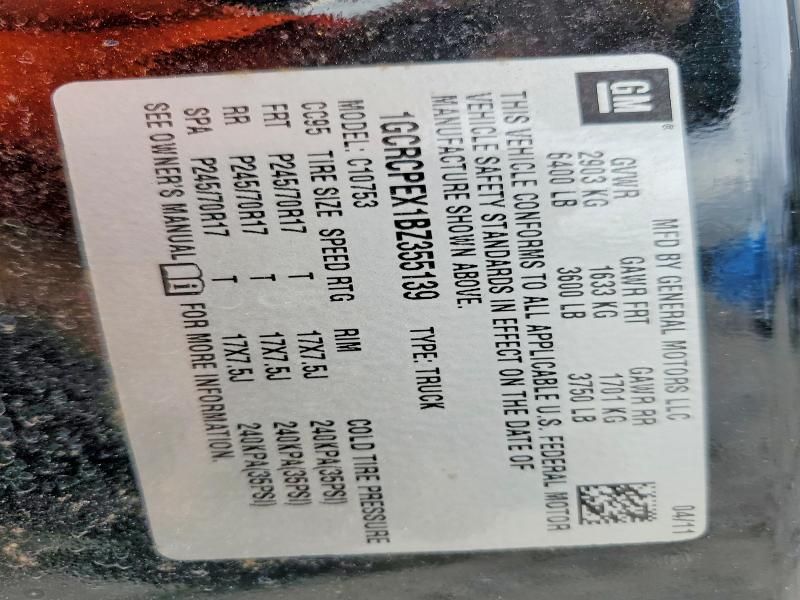 GM®
MFD BY GENERAL MOTORS LLC
04/11
GVWR GAWR FRT GAWR RR
2903 KG 1633 KG 1701 KG
6400 LB 3600 LB 3750 LB
THIS VEHICLE CONFORMS TO ALL APPLICABLE U.S. FEDERAL MOTOR
VEHICLE SAFETY STANDARDS IN EFFECT ON THE DATE OF
MANUFACTURE SHOWN ABOVE.
1GCRCPEX1BZ355139 TYPE: TRUCK
MODEL: C10753
CC95 TIRE SIZE SPEED RTG RIM COLD TIRE PRESSURE
FRT P245/70R17 T 17X7.5J 240KPA(35PSI)
RR P245/70R17 T 17X7.5J 240KPA(35PSI)
SPA P245/70R17 T 17X7.5J 240KPA(35PSI)
SEE OWNER'S MANUAL FOR MORE INFORMATION.